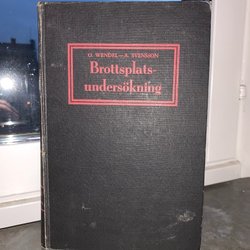 O. WENDEL – A. SVENSSON
Brottsplats-
undersökning